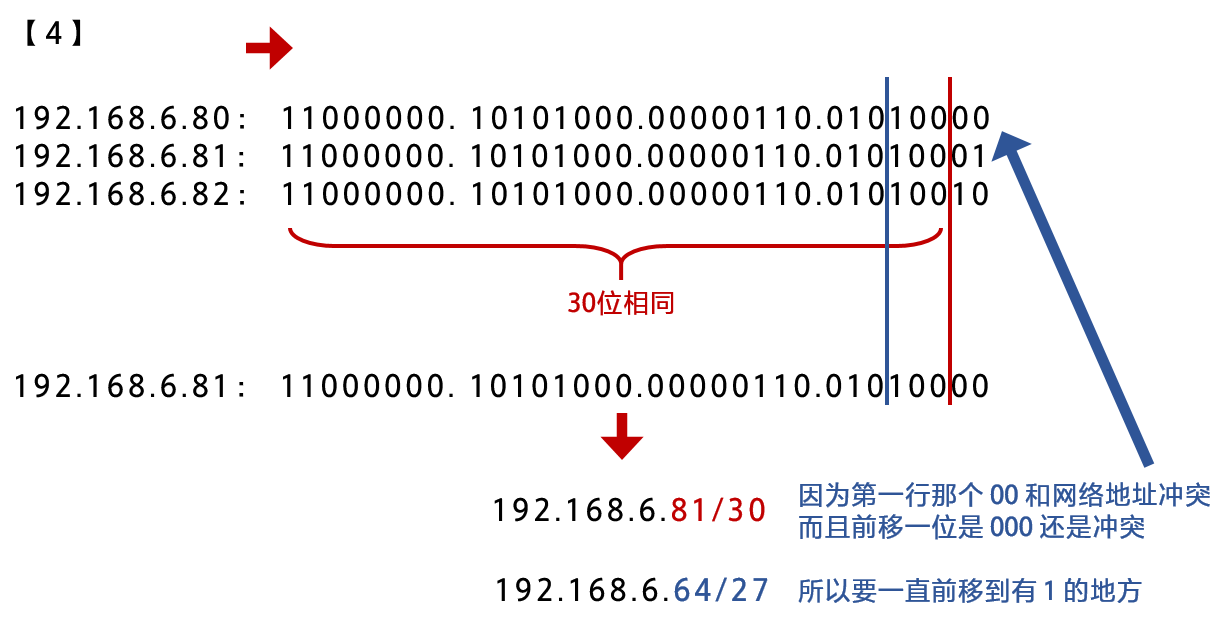 【4】
192.168.6.80: 11000000. 10101000.00000110.01010000
192.168.6.81: 11000000. 10101000.00000110.01010001
192.168.6.82: 11000000. 10101000.00000110.01010010
30位相同
192.168.6.81: 11000000. 10101000.00000110.01010000
192.168.6.81/30
因为第一行那个 00 和网络地址冲突
而且前移一位是 000 还是冲突
192.168.6.64/27
所以要一直前移到有 1 的地方